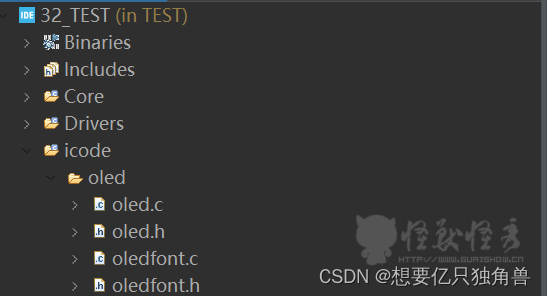 IDE 32_TEST (in TEST)
Binaries
Includes
Core
Drivers
icode
oled
.c oled.c
.h oled.h
.c oledfont.c
.h oledfont.h
怪兽怪秀
HTTP://WWW.GUAISHOW.CN
CSDN @想要亿只独角兽